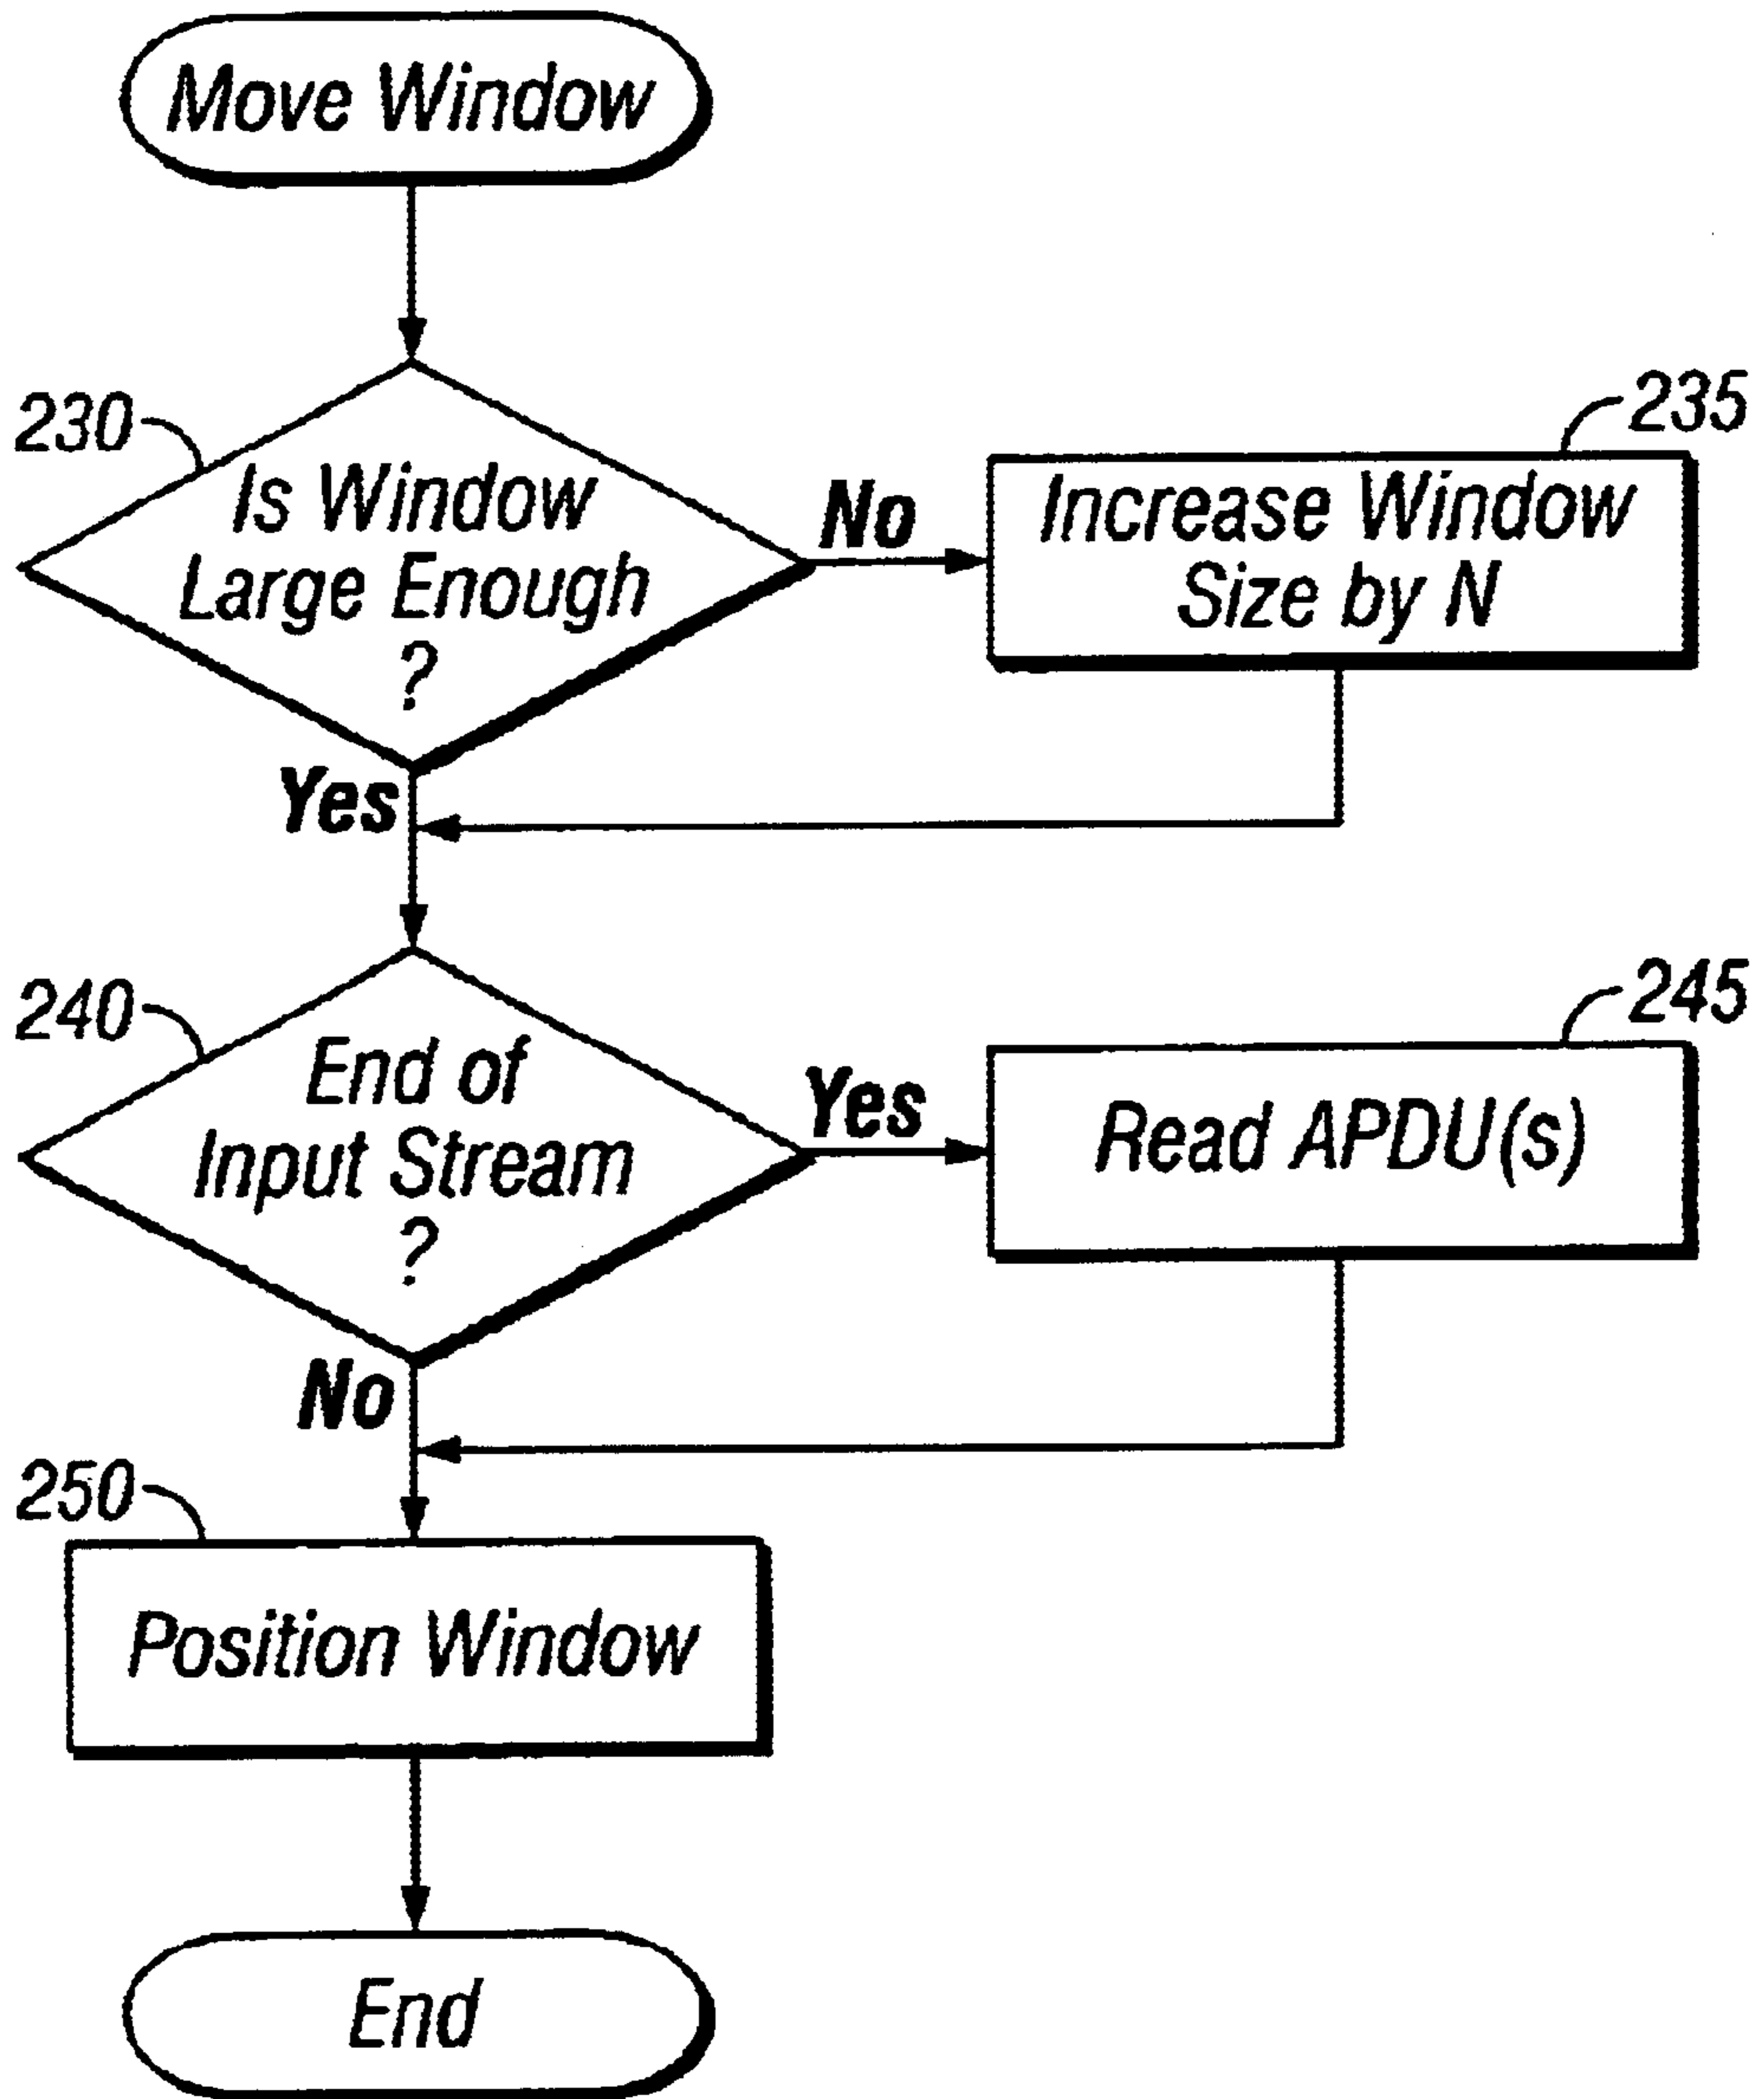 Move Window
230
Is Window
Large Enough
?
No
235
Increase Window
Size by N
Yes
240
End of
Input Stream
?
Yes
245
Read APDU(s)
No
250
Position Window
End